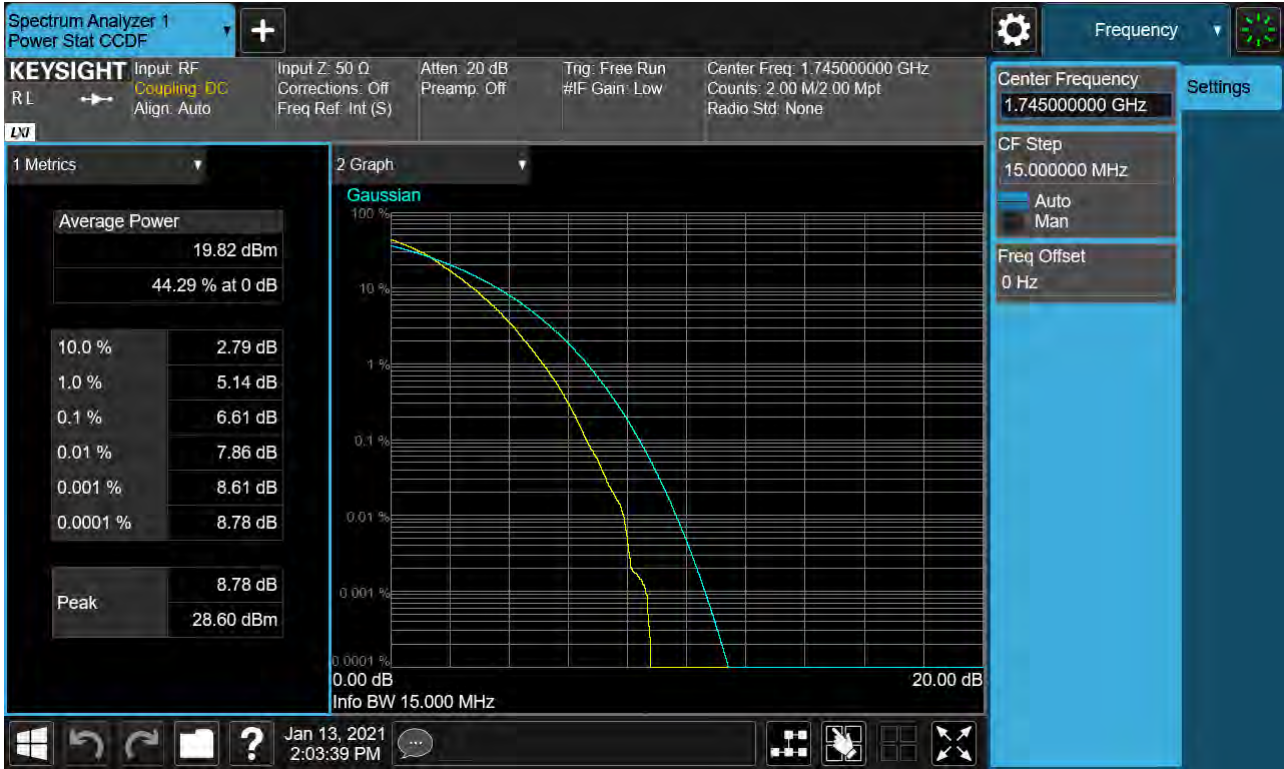 Spectrum Analyzer 1
Power Stat CCDF
Frequency
KEYSIGHT
R L
LXI
Input: RF
Coupling: DC
Align: Auto
Input Z: 50 Ω
Corrections: Off
Freq Ref: Int (S)
Atten: 20 dB
Preamp: Off
Trig: Free Run
#IF Gain: Low
Center Freq: 1.745000000 GHz
Counts: 2.00 M/2.00 Mpt
Radio Std: None
1 Metrics
Average Power
19.82 dBm
44.29 % at 0 dB
10.0 % 2.79 dB
1.0 % 5.14 dB
0.1 % 6.61 dB
0.01 % 7.86 dB
0.001 % 8.61 dB
0.0001 % 8.78 dB
Peak
8.78 dB
28.60 dBm
2 Graph
Gaussian
100 %
10 %
1 %
0.1 %
0.01 %
0.001 %
0.0001 %
0.00 dB 20.00 dB
Info BW 15.000 MHz
Center Frequency
1.745000000 GHz
CF Step
15.000000 MHz
Auto
Man
Freq Offset
0 Hz
Settings
?
Jan 13, 2021
2:03:39 PM